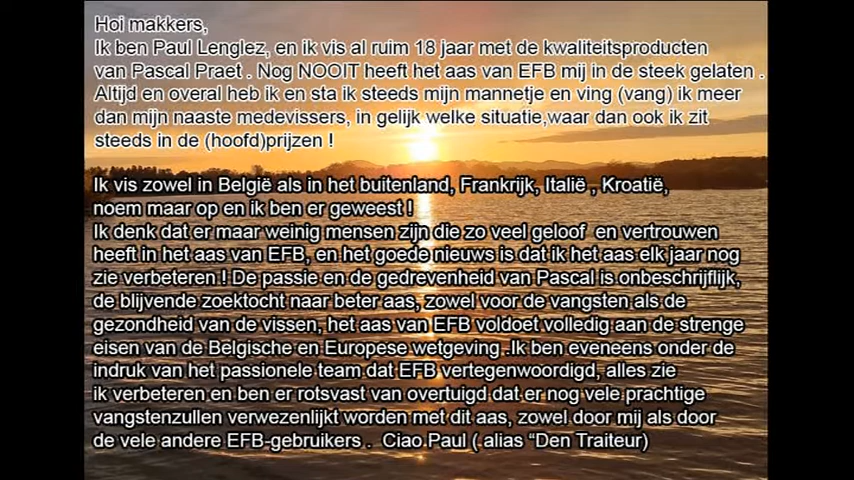 Hoi makkers,
Ik ben Paul Lenglez, en ik vis al ruim 18 jaar met de kwaliteitsproducten
van Pascal Praet . Nog NOOIT heeft het aas van EFB mij in de steek gelaten .
Altijd en overal heb ik en sta ik steeds mijn mannetje en ving (vang) ik meer
dan mijn naaste medevissers, in gelijk welke situatie,waar dan ook ik zit
steeds in de (hoofd)prijzen !
Ik vis zowel in België als in het buitenland, Frankrijk, Italië , Kroatië,
noem maar op en ik ben er geweest !
Ik denk dat er maar weinig mensen zijn die zo veel geloof en vertrouwen
heeft in het aas van EFB, en het goede nieuws is dat ik het aas elk jaar nog
zie verbeteren ! De passie en de gedrevenheid van Pascal is onbeschrijflijk,
de blijvende zoektocht naar beter aas, zowel voor de vangsten als de
gezondheid van de vissen, het aas van EFB voldoet volledig aan de strenge
eisen van de Belgische en Europese wetgeving .Ik ben eveneens onder de
indruk van het passionele team dat EFB vertegenwoordigd, alles zie
ik verbeteren en ben er rotsvast van overtuigd dat er nog vele prachtige
vangstenzullen verwezenlijkt worden met dit aas, zowel door mij als door
de vele andere EFB-gebruikers . Ciao Paul ( alias “Den Traiteur)